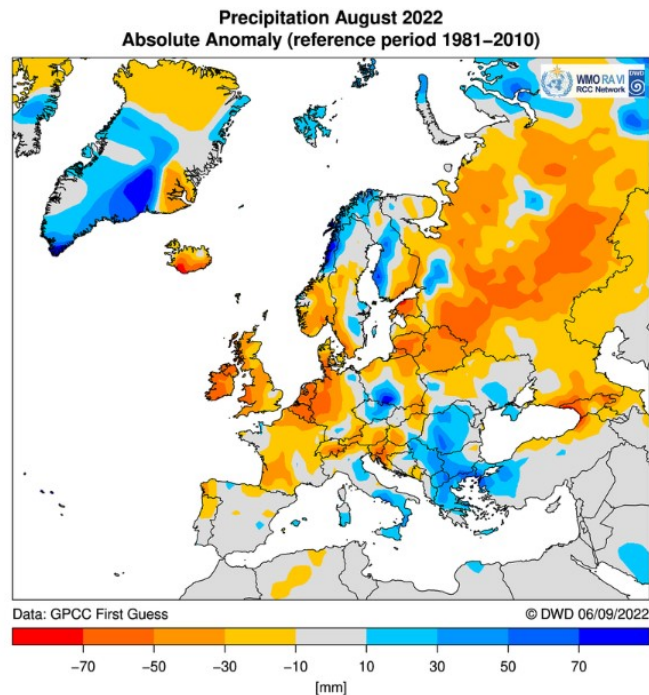 Precipitation August 2022
Absolute Anomaly (reference period 1981−2010)
WMO RA VI
RCC Network
DWD
Data: GPCC First Guess
© DWD 06/09/2022
−70 −50 −30 −10 10 30 50 70
[mm]